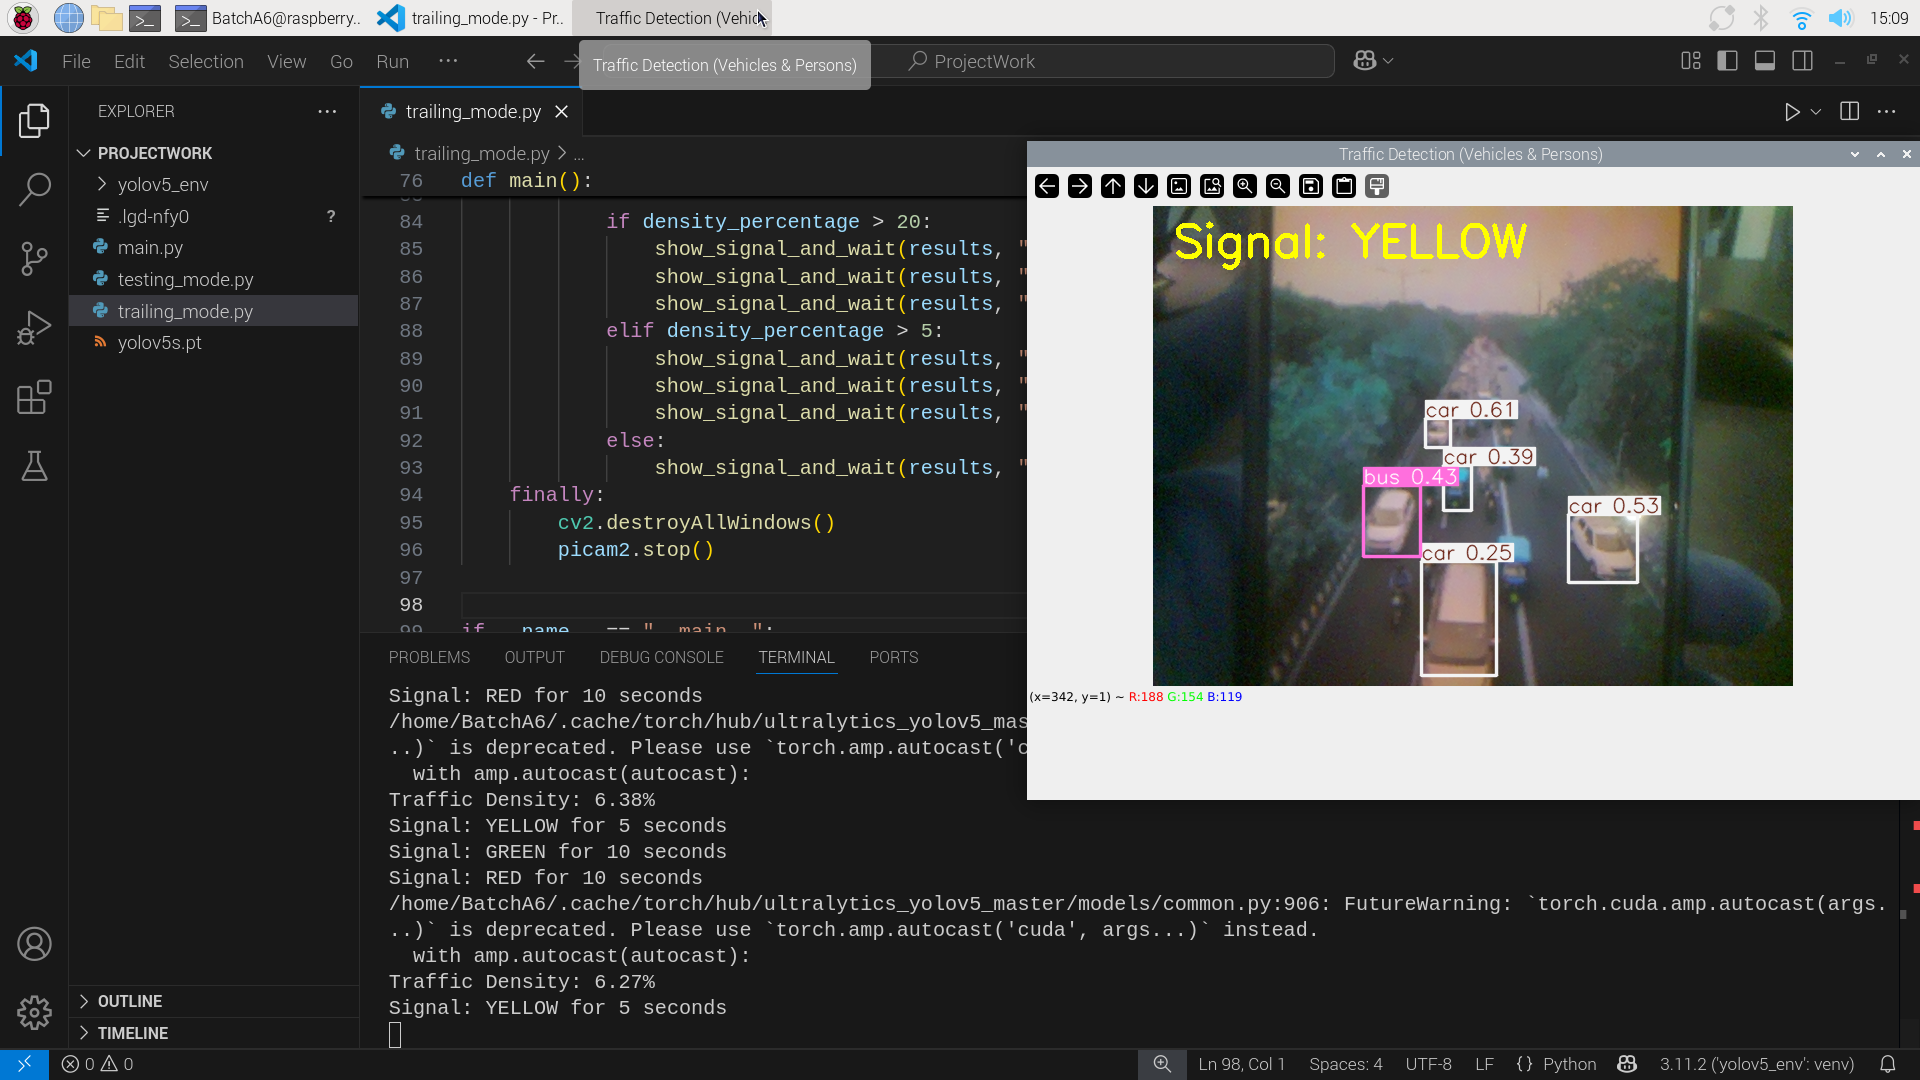 BatchA6@raspberry..
trailing_mode.py - Pr..
Traffic Detection (Vehic
15:09
File Edit Selection View Go Run ···
Traffic Detection (Vehicles & Persons)
ProjectWork
EXPLORER
PROJECTWORK
yolov5_env
.lgd-nfy0 ?
main.py
testing_mode.py
trailing_mode.py
yolov5s.pt
OUTLINE
TIMELINE
trailing_mode.py
trailing_mode.py > ...
76 def main():
84 if density_percentage > 20:
85 show_signal_and_wait(results, "
86 show_signal_and_wait(results, "
87 show_signal_and_wait(results, "
88 elif density_percentage > 5:
89 show_signal_and_wait(results, "
90 show_signal_and_wait(results, "
91 show_signal_and_wait(results, "
92 else:
93 show_signal_and_wait(results, "
94 finally:
95 cv2.destroyAllWindows()
96 picam2.stop()
97
98
99 if __name__ == "__main__":
Traffic Detection (Vehicles & Persons)
Signal: YELLOW
car 0.61
car 0.39
bus 0.43
car 0.53
car 0.25
(x=342, y=1) ~ R:188 G:154 B:119
PROBLEMS OUTPUT DEBUG CONSOLE TERMINAL PORTS
Signal: RED for 10 seconds
/home/BatchA6/.cache/torch/hub/ultralytics_yolov5_mas
..)` is deprecated. Please use `torch.amp.autocast('c
with amp.autocast(autocast):
Traffic Density: 6.38%
Signal: YELLOW for 5 seconds
Signal: GREEN for 10 seconds
Signal: RED for 10 seconds
/home/BatchA6/.cache/torch/hub/ultralytics_yolov5_master/models/common.py:906: FutureWarning: `torch.cuda.amp.autocast(args.
..)` is deprecated. Please use `torch.amp.autocast('cuda', args...)` instead.
with amp.autocast(autocast):
Traffic Density: 6.27%
Signal: YELLOW for 5 seconds
0 0
Ln 98, Col 1 Spaces: 4 UTF-8 LF {} Python 3.11.2 ('yolov5_env': venv)